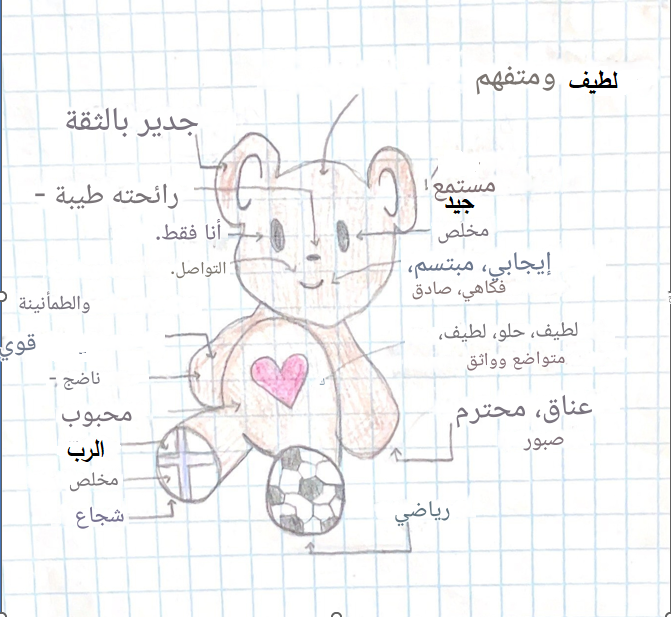 لطيف ومتفهم
جدير بالثقة
مستمع!
جيد
رائحته طيبة -
مخلص
أنا فقط.
إيجابي، مبتسم،
فكاهي، صادق
التواصل.
والطمأنينة
قوي
لطيف، حلو، لطيف،
متواضع وواثق
ناضج -
محبوب
عناق، محترم
صبور
الرب
مخلص
شجاع
رياضي